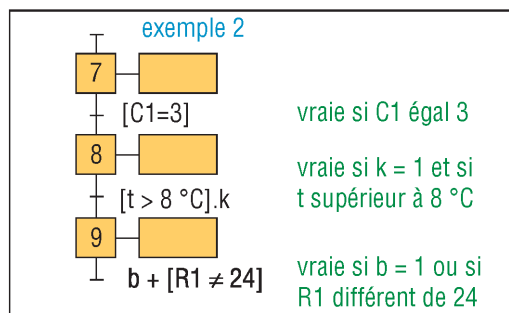 exemple 2
7
[C1=3]
vraie si C1 égal 3
8
vraie si k = 1 et si
[t > 8 °C].k
t supérieur à 8 °C
9
b + [R1 ≠ 24]
vraie si b = 1 ou si
R1 différent de 24